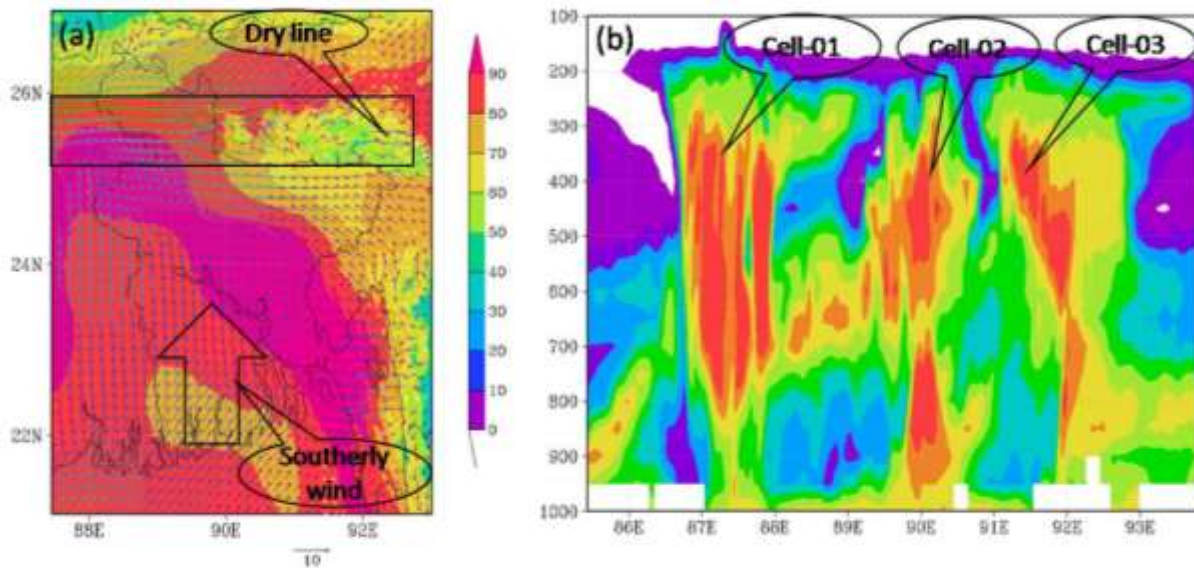 (a)
Dry line
26N
24N
22N
Southerly
wind
88E
90E
92E
10
90
80
70
60
50
40
30
20
10
0
(b)
Cell-01
Cell-02
Cell-03
100
200
300
400
500
600
700
800
900
1000
86E
87E
88E
89E
90E
91E
92E
93E